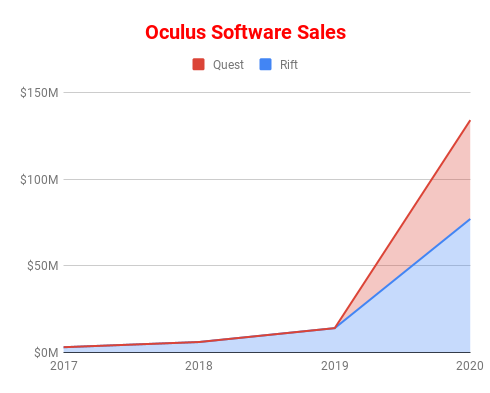 Oculus Software Sales
Quest Rift
$150M
$100M
$50M
$0M
2017 2018 2019 2020